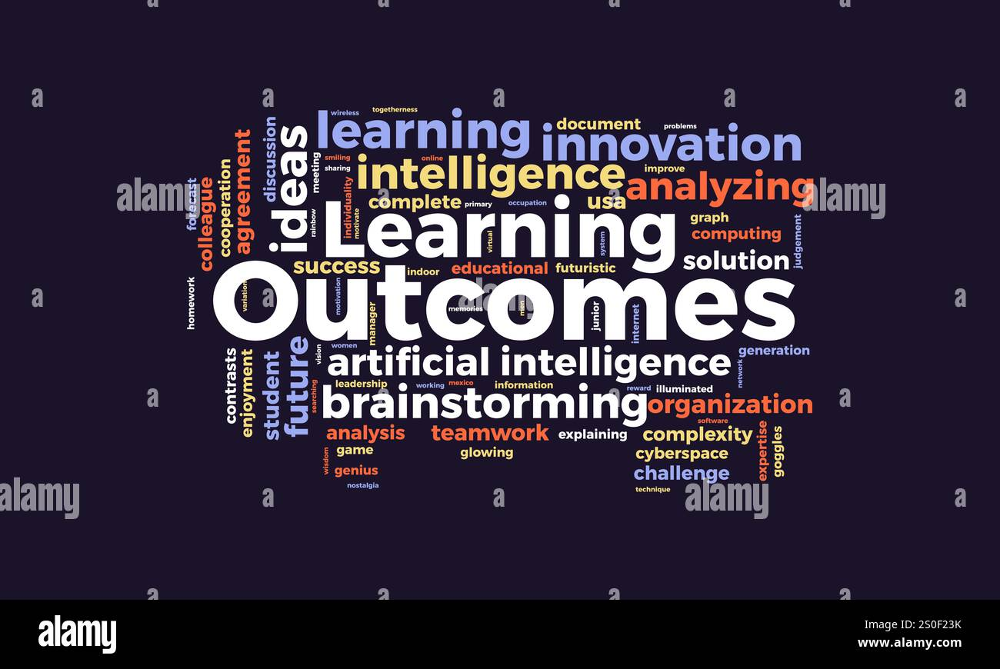 wireless
togetherness
learning
document
problems
innovation
discussion
ideas
agreement
meeting
smiling
sharing
online
intelligence
improve
analyzing
forecast
colleague
cooperation
rainbow
individuality
motivate
complete
primary
occupation
usa
graph
computing
judgement
Learning
virtual
system
solution
success
indoor
educational
futuristic
Outcomes
homework
variation
motivation
manager
memories
men
junior
internet
women
generation
network
contrasts
enjoyment
student
future
vision
searching
artificial intelligence
leadership
working
mexico
information
reward
illuminated
brainstorming
organization
software
analysis
teamwork
explaining
complexity
expertise
goggles
wisdom
game
glowing
cyberspace
genius
challenge
nostalgia
technique
alamy
alamy
alamy
Image ID: 2S0F23K
www.alamy.com